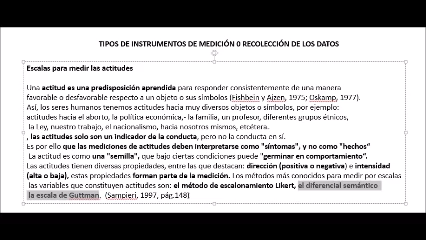 TIPOS DE INSTRUMENTOS DE MEDICIÓN O RECOLECCIÓN DE LOS DATOS
Escalas para medir las actitudes
Una actitud es una predisposición aprendida para responder consistentemente de una manera
favorable o desfavorable respecto a un objeto o sus símbolos (Fishbein y Ajzen, 1975; Oskamp, 1977).
Así, los seres humanos tenemos actitudes hacia muy diversos objetos o símbolos, por ejemplo:
actitudes hacia el aborto, la política económica,- la familia, un profesor, diferentes grupos étnicos,
la Ley, nuestro trabajo, el nacionalismo, hacia nosotros mismos, etcétera.
, las actitudes solo son un indicador de la conducta, pero no la conducta en sí.
Es por ello que las mediciones de actitudes deben interpretarse como "síntomas", y no como "hechos"
La actitud es como una "semilla", que bajo ciertas condiciones puede "germinar en comportamiento".
Las actitudes tienen diversas propiedades, entre las que destacan: dirección (positiva o negativa) e intensidad
(alta o baja), estas propiedades forman parte de la medición. Los métodos más conocidos para medir por escalas
las variables que constituyen actitudes son: el método de escalonamiento Likert, el diferencial semántico
la escala de Guttman. (Sampieri, 1997, pág.148)